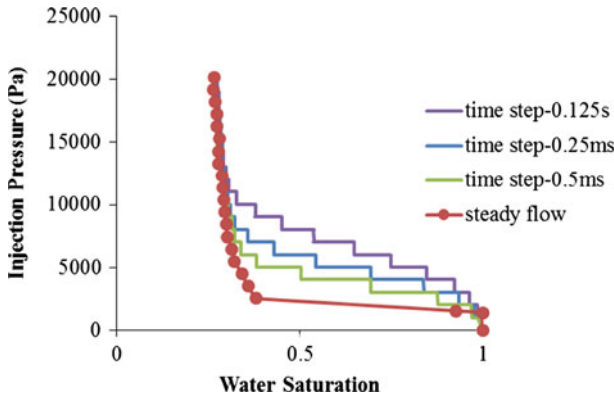 25000
20000
15000
10000
5000
0
Injection Pressure (Pa)
0
0.5
1
Water Saturation
time step-0.125s
time step-0.25ms
time step-0.5ms
steady flow